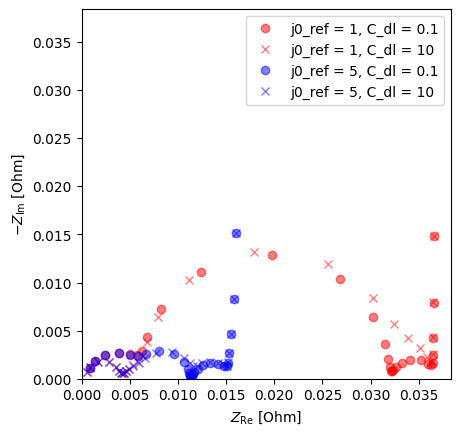 j0_ref = 1, C_dl = 0.1
j0_ref = 1, C_dl = 10
j0_ref = 5, C_dl = 0.1
j0_ref = 5, C_dl = 10
0.035
0.030
0.025
0.020
0.015
0.010
0.005
0.000
−Z_Im [Ohm]
0.000 0.005 0.010 0.015 0.020 0.025 0.030 0.035
Z_Re [Ohm]